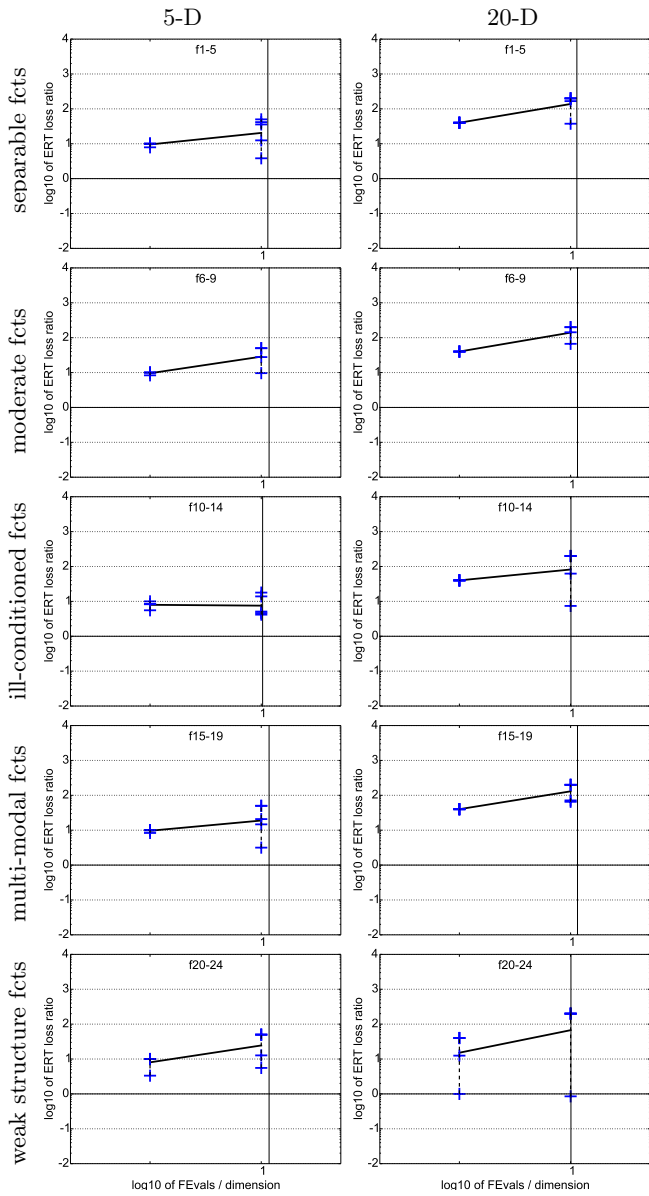 5-D 20-D
separable fcts
f1-5
log10 of ERT loss ratio
4
3
2
1
0
-1
-2
1
f1-5
log10 of ERT loss ratio
4
3
2
1
0
-1
-2
1
moderate fcts
f6-9
log10 of ERT loss ratio
4
3
2
1
0
-1
-2
1
f6-9
log10 of ERT loss ratio
4
3
2
1
0
-1
-2
1
ill-conditioned fcts
f10-14
log10 of ERT loss ratio
4
3
2
1
0
-1
-2
1
f10-14
log10 of ERT loss ratio
4
3
2
1
0
-1
-2
1
multi-modal fcts
f15-19
log10 of ERT loss ratio
4
3
2
1
0
-1
-2
1
f15-19
log10 of ERT loss ratio
4
3
2
1
0
-1
-2
1
weak structure fcts
f20-24
log10 of ERT loss ratio
4
3
2
1
0
-1
-2
1
log10 of FEvals / dimension
f20-24
log10 of ERT loss ratio
4
3
2
1
0
-1
-2
1
log10 of FEvals / dimension